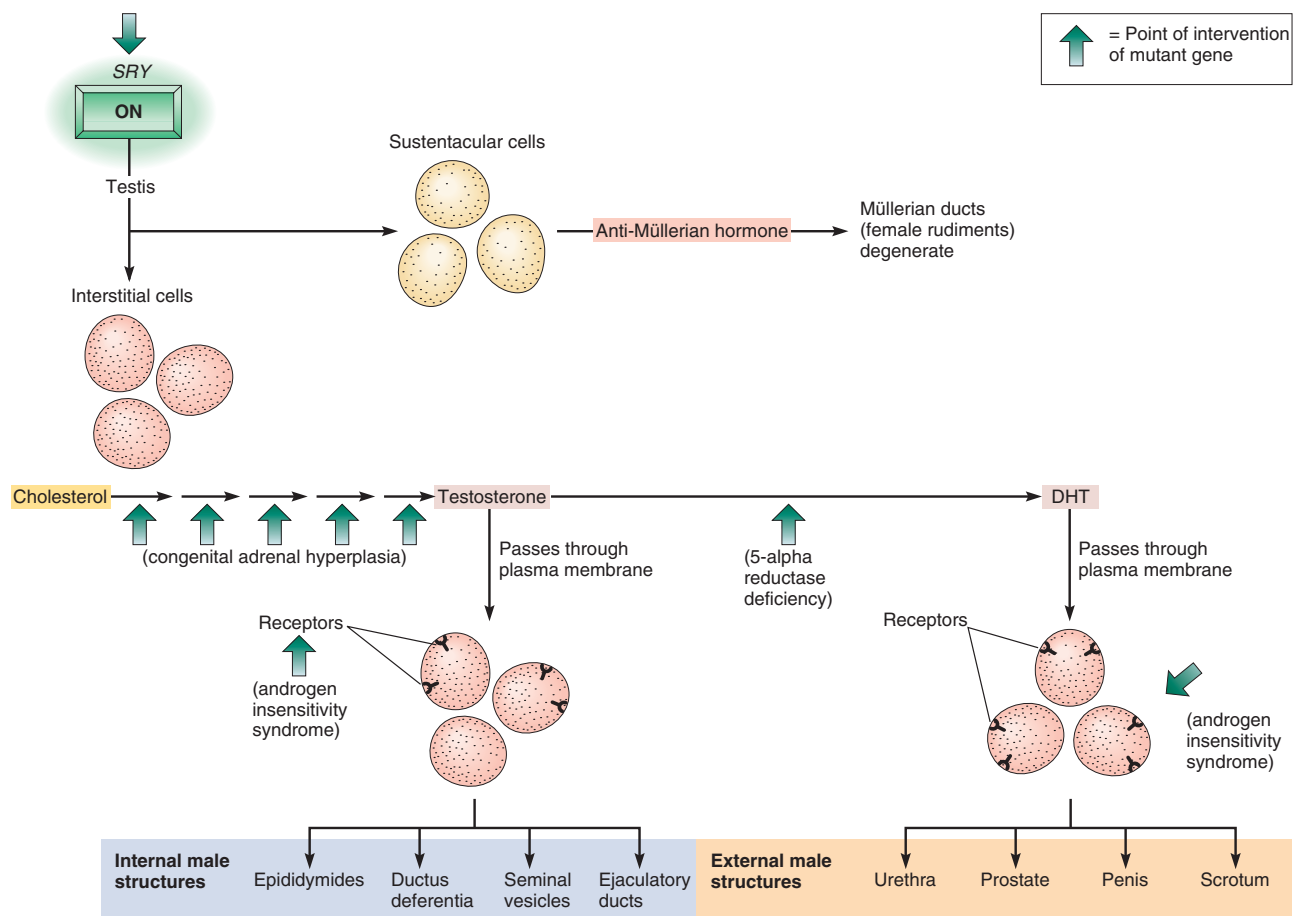 = Point of intervention
of mutant gene
SRY
ON
Testis
Sustentacular cells
Anti-Müllerian hormone
Müllerian ducts
(female rudiments)
degenerate
Interstitial cells
Cholesterol
Testosterone
DHT
(congenital adrenal hyperplasia)
Passes through
plasma membrane
(5-alpha
reductase
deficiency)
Passes through
plasma membrane
Receptors
(androgen
insensitivity
syndrome)
Receptors
(androgen
insensitivity
syndrome)
Internal male
structures
Epididymides
Ductus
deferentia
Seminal
vesicles
Ejaculatory
ducts
External male
structures
Urethra
Prostate
Penis
Scrotum